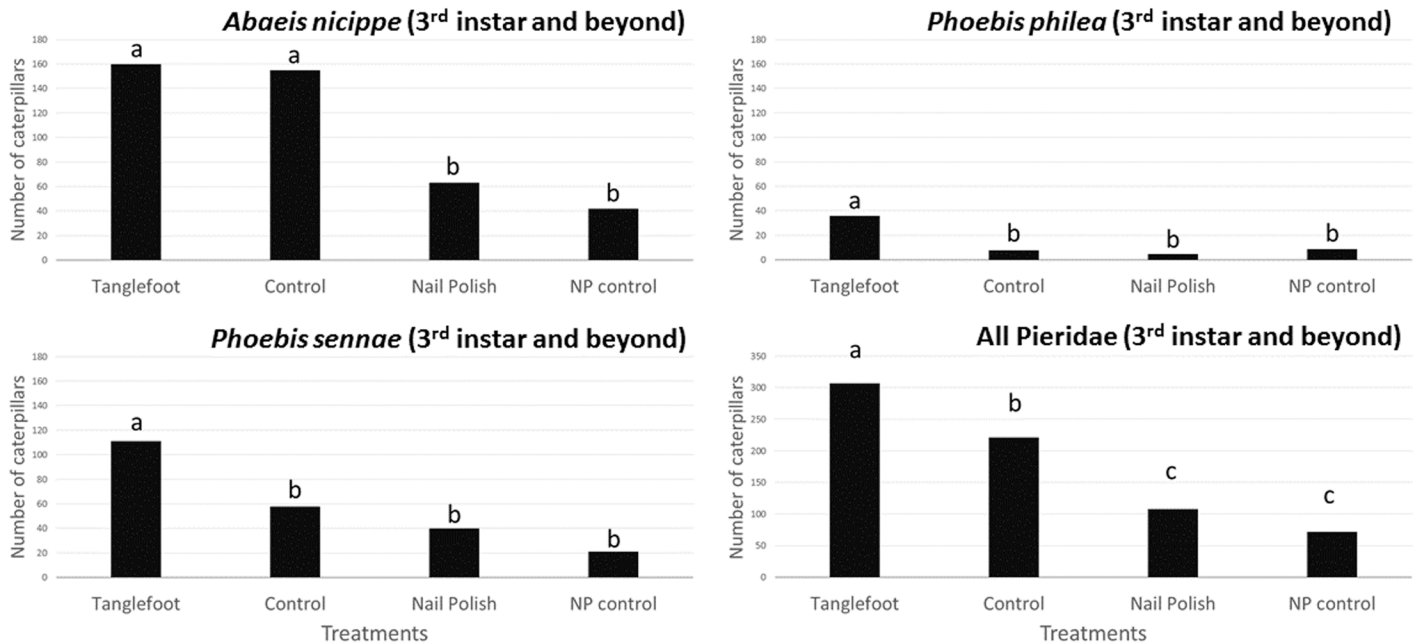 Abaeis nicippe (3rd instar and beyond)
Number of caterpillars
180
160
140
120
100
80
60
40
20
0
a
a
b
b
Tanglefoot Control Nail Polish NP control
Phoebis philea (3rd instar and beyond)
Number of caterpillars
180
160
140
120
100
80
60
40
20
0
a
b
b
b
Tanglefoot Control Nail Polish NP control
Phoebis sennae (3rd instar and beyond)
Number of caterpillars
180
160
140
120
100
80
60
40
20
0
a
b
b
b
Tanglefoot Control Nail Polish NP control
Treatments
All Pieridae (3rd instar and beyond)
Number of caterpillars
350
300
250
200
150
100
50
0
a
b
c
c
Tanglefoot Control Nail Polish NP control
Treatments